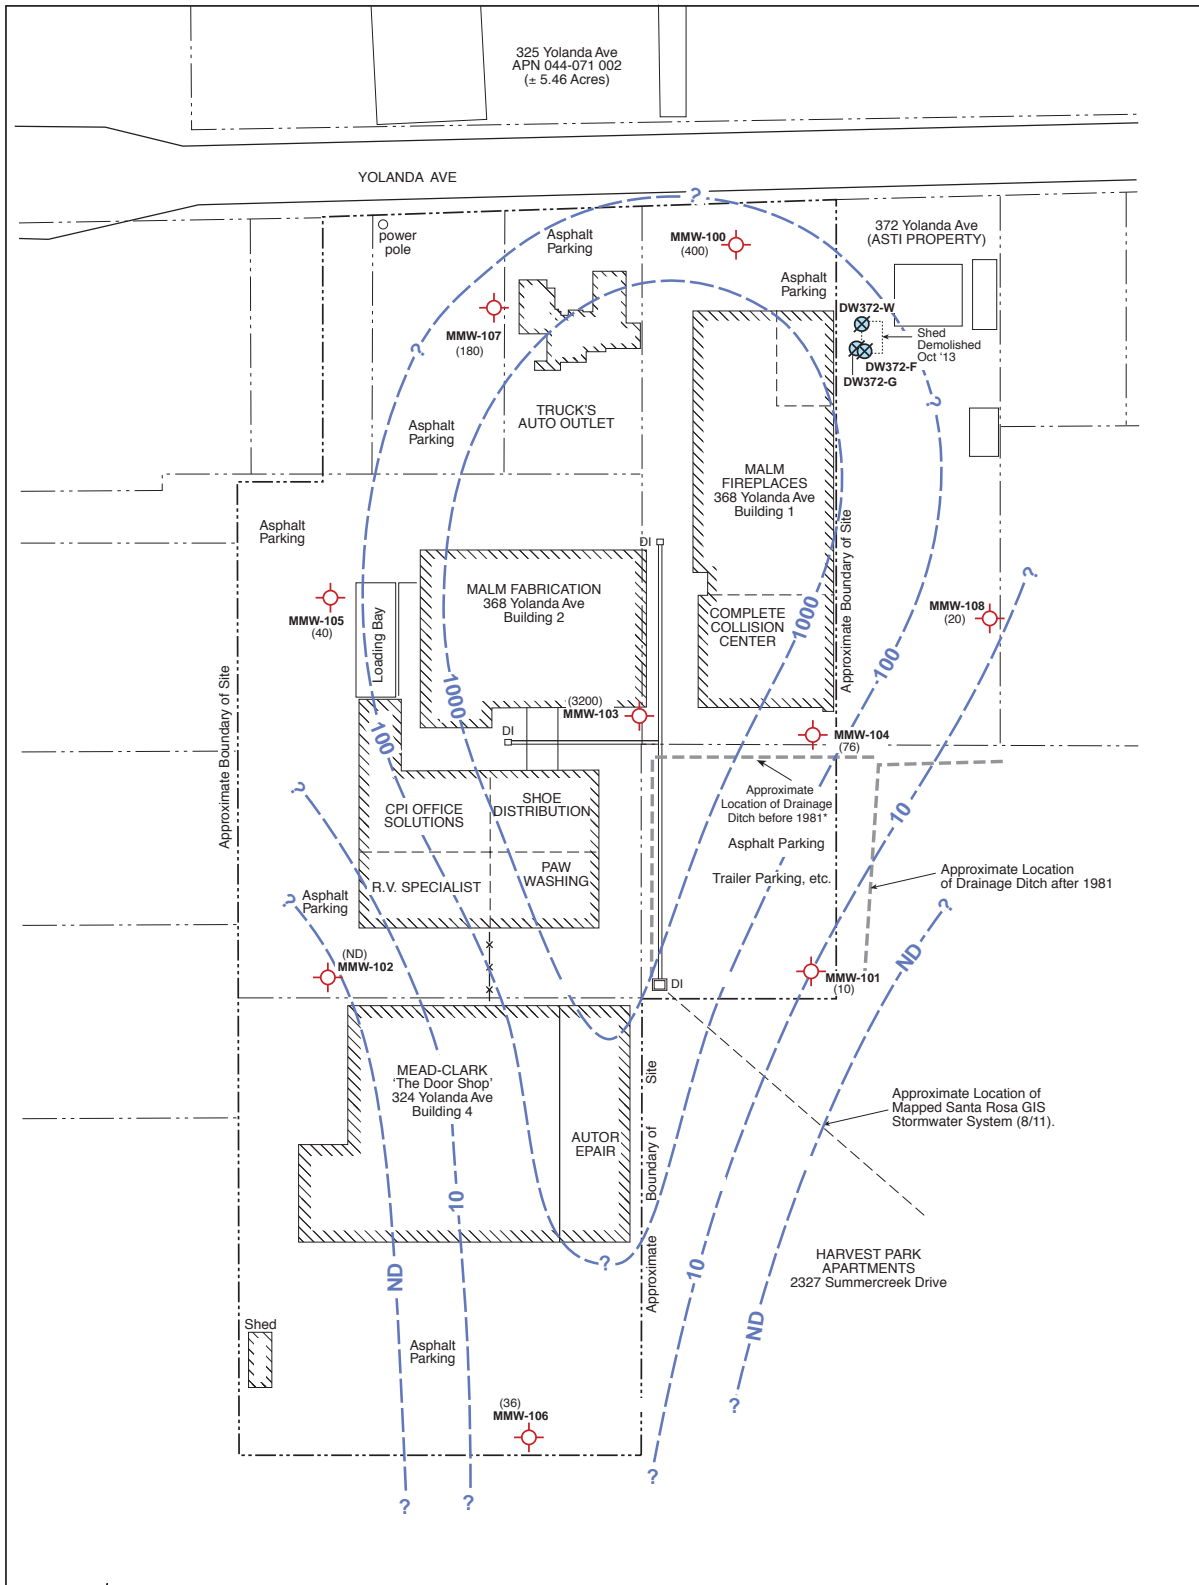 325 Yolanda Ave
APN 044-071 002
(± 5.46 Acres)
YOLANDA AVE
?
power
pole
Asphalt
Parking
MMW-100
(400)
372 Yolanda Ave
(ASTI PROPERTY)
Asphalt
Parking
MMW-107
(180)
?
DW372-W
Shed
Demolished
Oct '13
DW372-F
DW372-G
?
TRUCK'S
AUTO OUTLET
Asphalt
Parking
MALM
FIREPLACES
368 Yolanda Ave
Building 1
Asphalt
Parking
DI
Approximate Boundary of Site
MALM FABRICATION
368 Yolanda Ave
Building 2
COMPLETE
COLLISION
CENTER
1000
?
MMW-108
(20)
MMW-105
(40)
Loading Bay
100
Approximate Boundary of Site
1000
100
(3200)
MMW-103
DI
MMW-104
(76)
?
CPI OFFICE
SOLUTIONS
SHOE
DISTRIBUTION
Approximate
Location of Drainage
Ditch before 1981*
10
Asphalt Parking
Trailer Parking, etc.
Approximate Location
of Drainage Ditch after 1981
R.V. SPECIALIST
PAW
WASHING
?
Asphalt
Parking
?
(ND)
MMW-102
ND
DI
MMW-101
(10)
MEAD-CLARK
'The Door Shop'
324 Yolanda Ave
Building 4
AUTOR
EPAIR
Approximate Boundary of Site
Approximate Location of
Mapped Santa Rosa GIS
Stormwater System (8/11).
10
?
10
ND
HARVEST PARK
APARTMENTS
2327 Summercreek Drive
ND
Shed
Asphalt
Parking
?
(36)
MMW-106
?
?
?